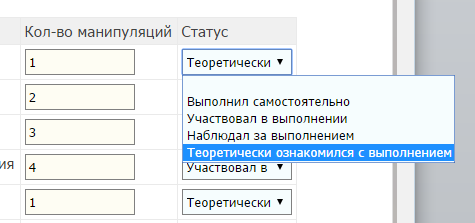 Кол-во манипуляций Статус
1 Теоретически
Выполнил самостоятельно
2
Участвовал в выполнении
3 Наблюдал за выполнением
Теоретически ознакомился с выполнением
ия 4 Участвовал в
1 Теоретически